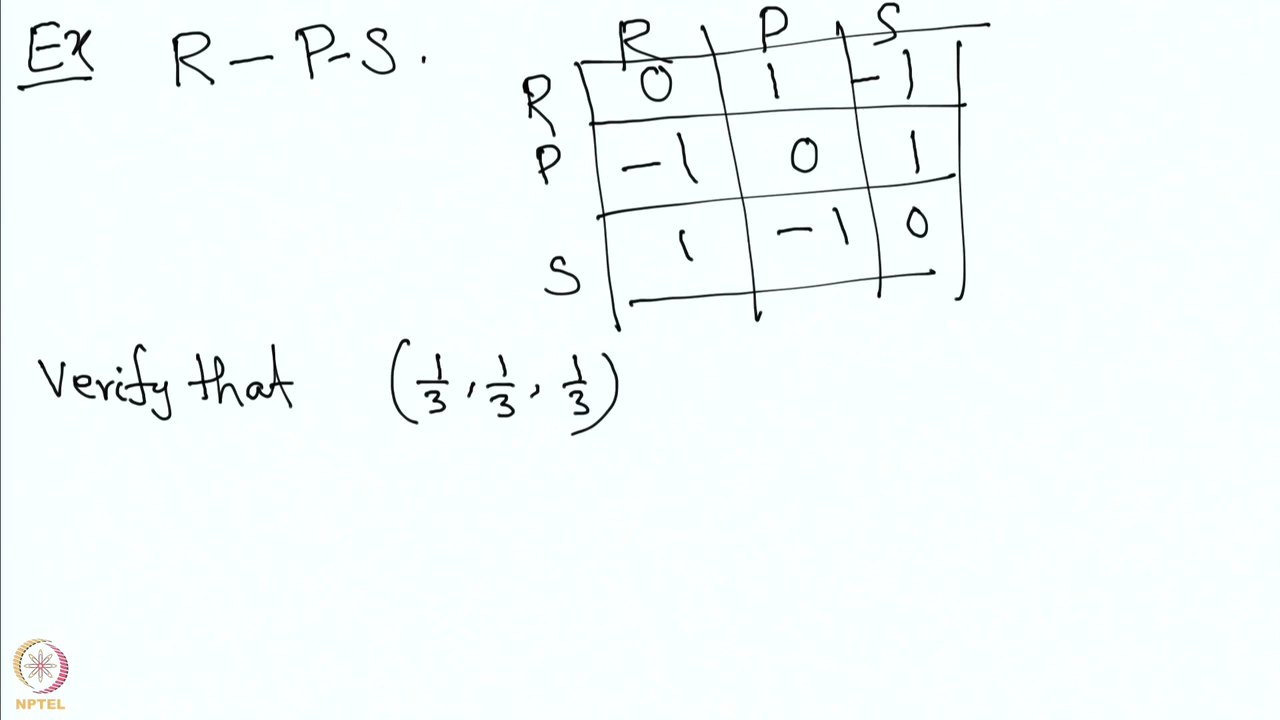 Ex R - P - S.
R P S
R 0 1 -1
P -1 0 1
S 1 -1 0
Verify that (1/3, 1/3, 1/3)
NPTEL